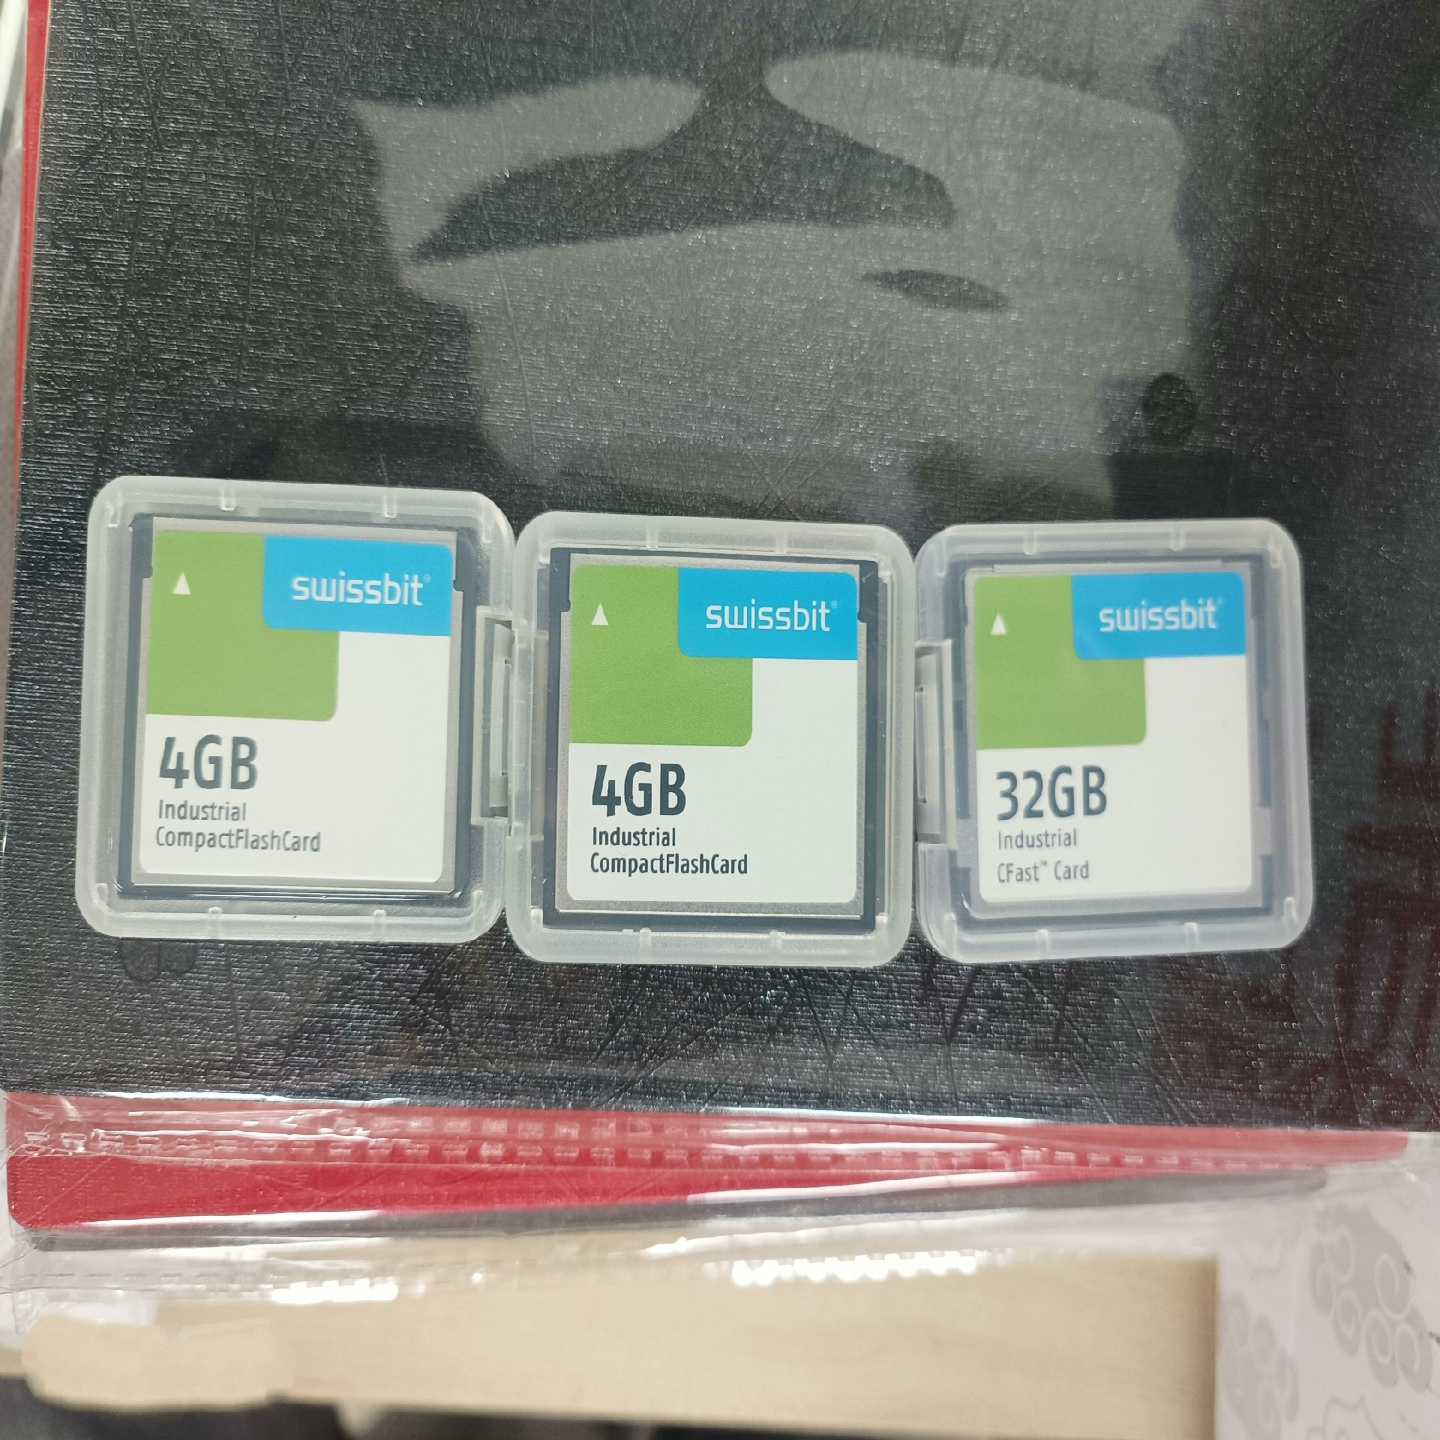 swissbit®
4GB
Industrial
CompactFlashCard
swissbit®
4GB
Industrial
CompactFlashCard
swissbit®
32GB
Industrial
CFast™ Card